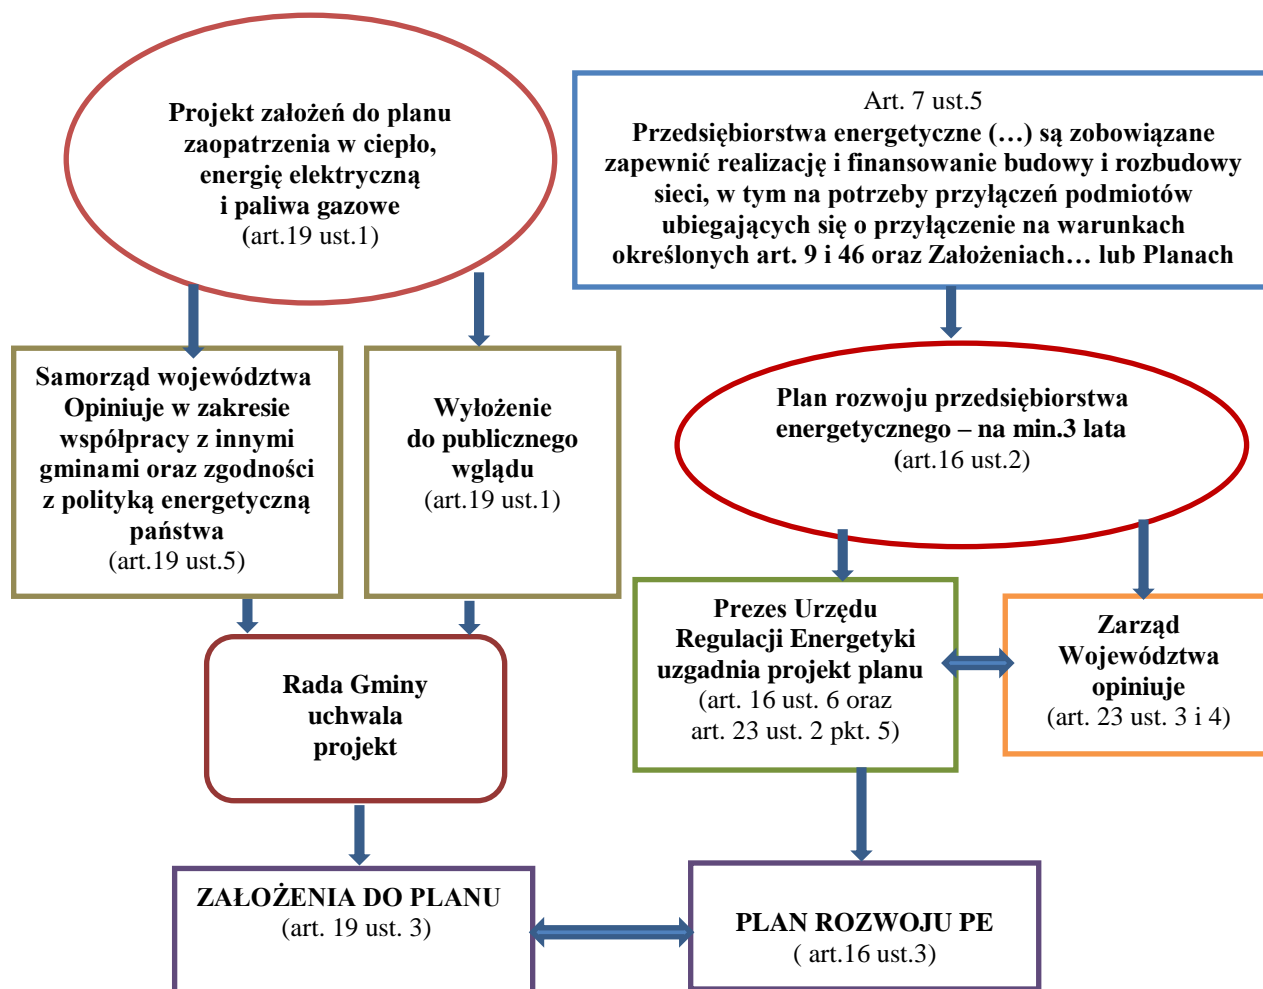 Projekt założeń do planu
zaopatrzenia w ciepło,
energię elektryczną
i paliwa gazowe
(art.19 ust.1)
Art. 7 ust.5
Przedsiębiorstwa energetyczne (…) są zobowiązane
zapewnić realizację i finansowanie budowy i rozbudowy
sieci, w tym na potrzeby przyłączeń podmiotów
ubiegających się o przyłączenie na warunkach
określonych art. 9 i 46 oraz Założeniach… lub Planach
Samorząd województwa
Opiniuje w zakresie
współpracy z innymi
gminami oraz zgodności
z polityką energetyczną
państwa
(art.19 ust.5)
Wyłożenie
do publicznego
wglądu
(art.19 ust.1)
Plan rozwoju przedsiębiorstwa
energetycznego – na min.3 lata
(art.16 ust.2)
Rada Gminy
uchwala
projekt
Prezes Urzędu
Regulacji Energetyki
uzgadnia projekt planu
(art. 16 ust. 6 oraz
art. 23 ust. 2 pkt. 5)
Zarząd
Województwa
opiniuje
(art. 23 ust. 3 i 4)
ZAŁOŻENIA DO PLANU
(art. 19 ust. 3)
PLAN ROZWOJU PE
( art.16 ust.3)